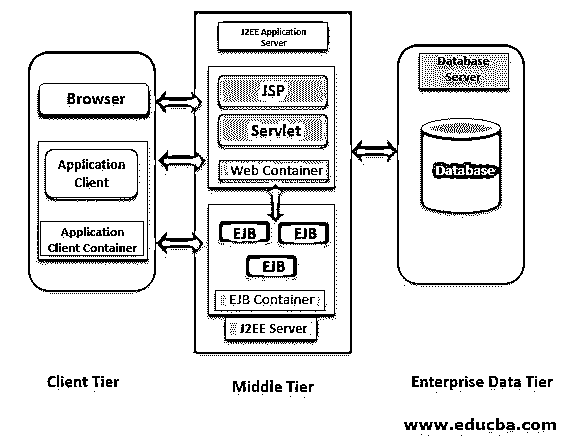 Browser
Application
Client
Application
Client Container
J2EE Application
Server
JSP
Servlet
Web Container
EJB
EJB
EJB
EJB Container
J2EE Server
Database
Server
Database
Client Tier
Middle Tier
Enterprise Data Tier
www.educba.com